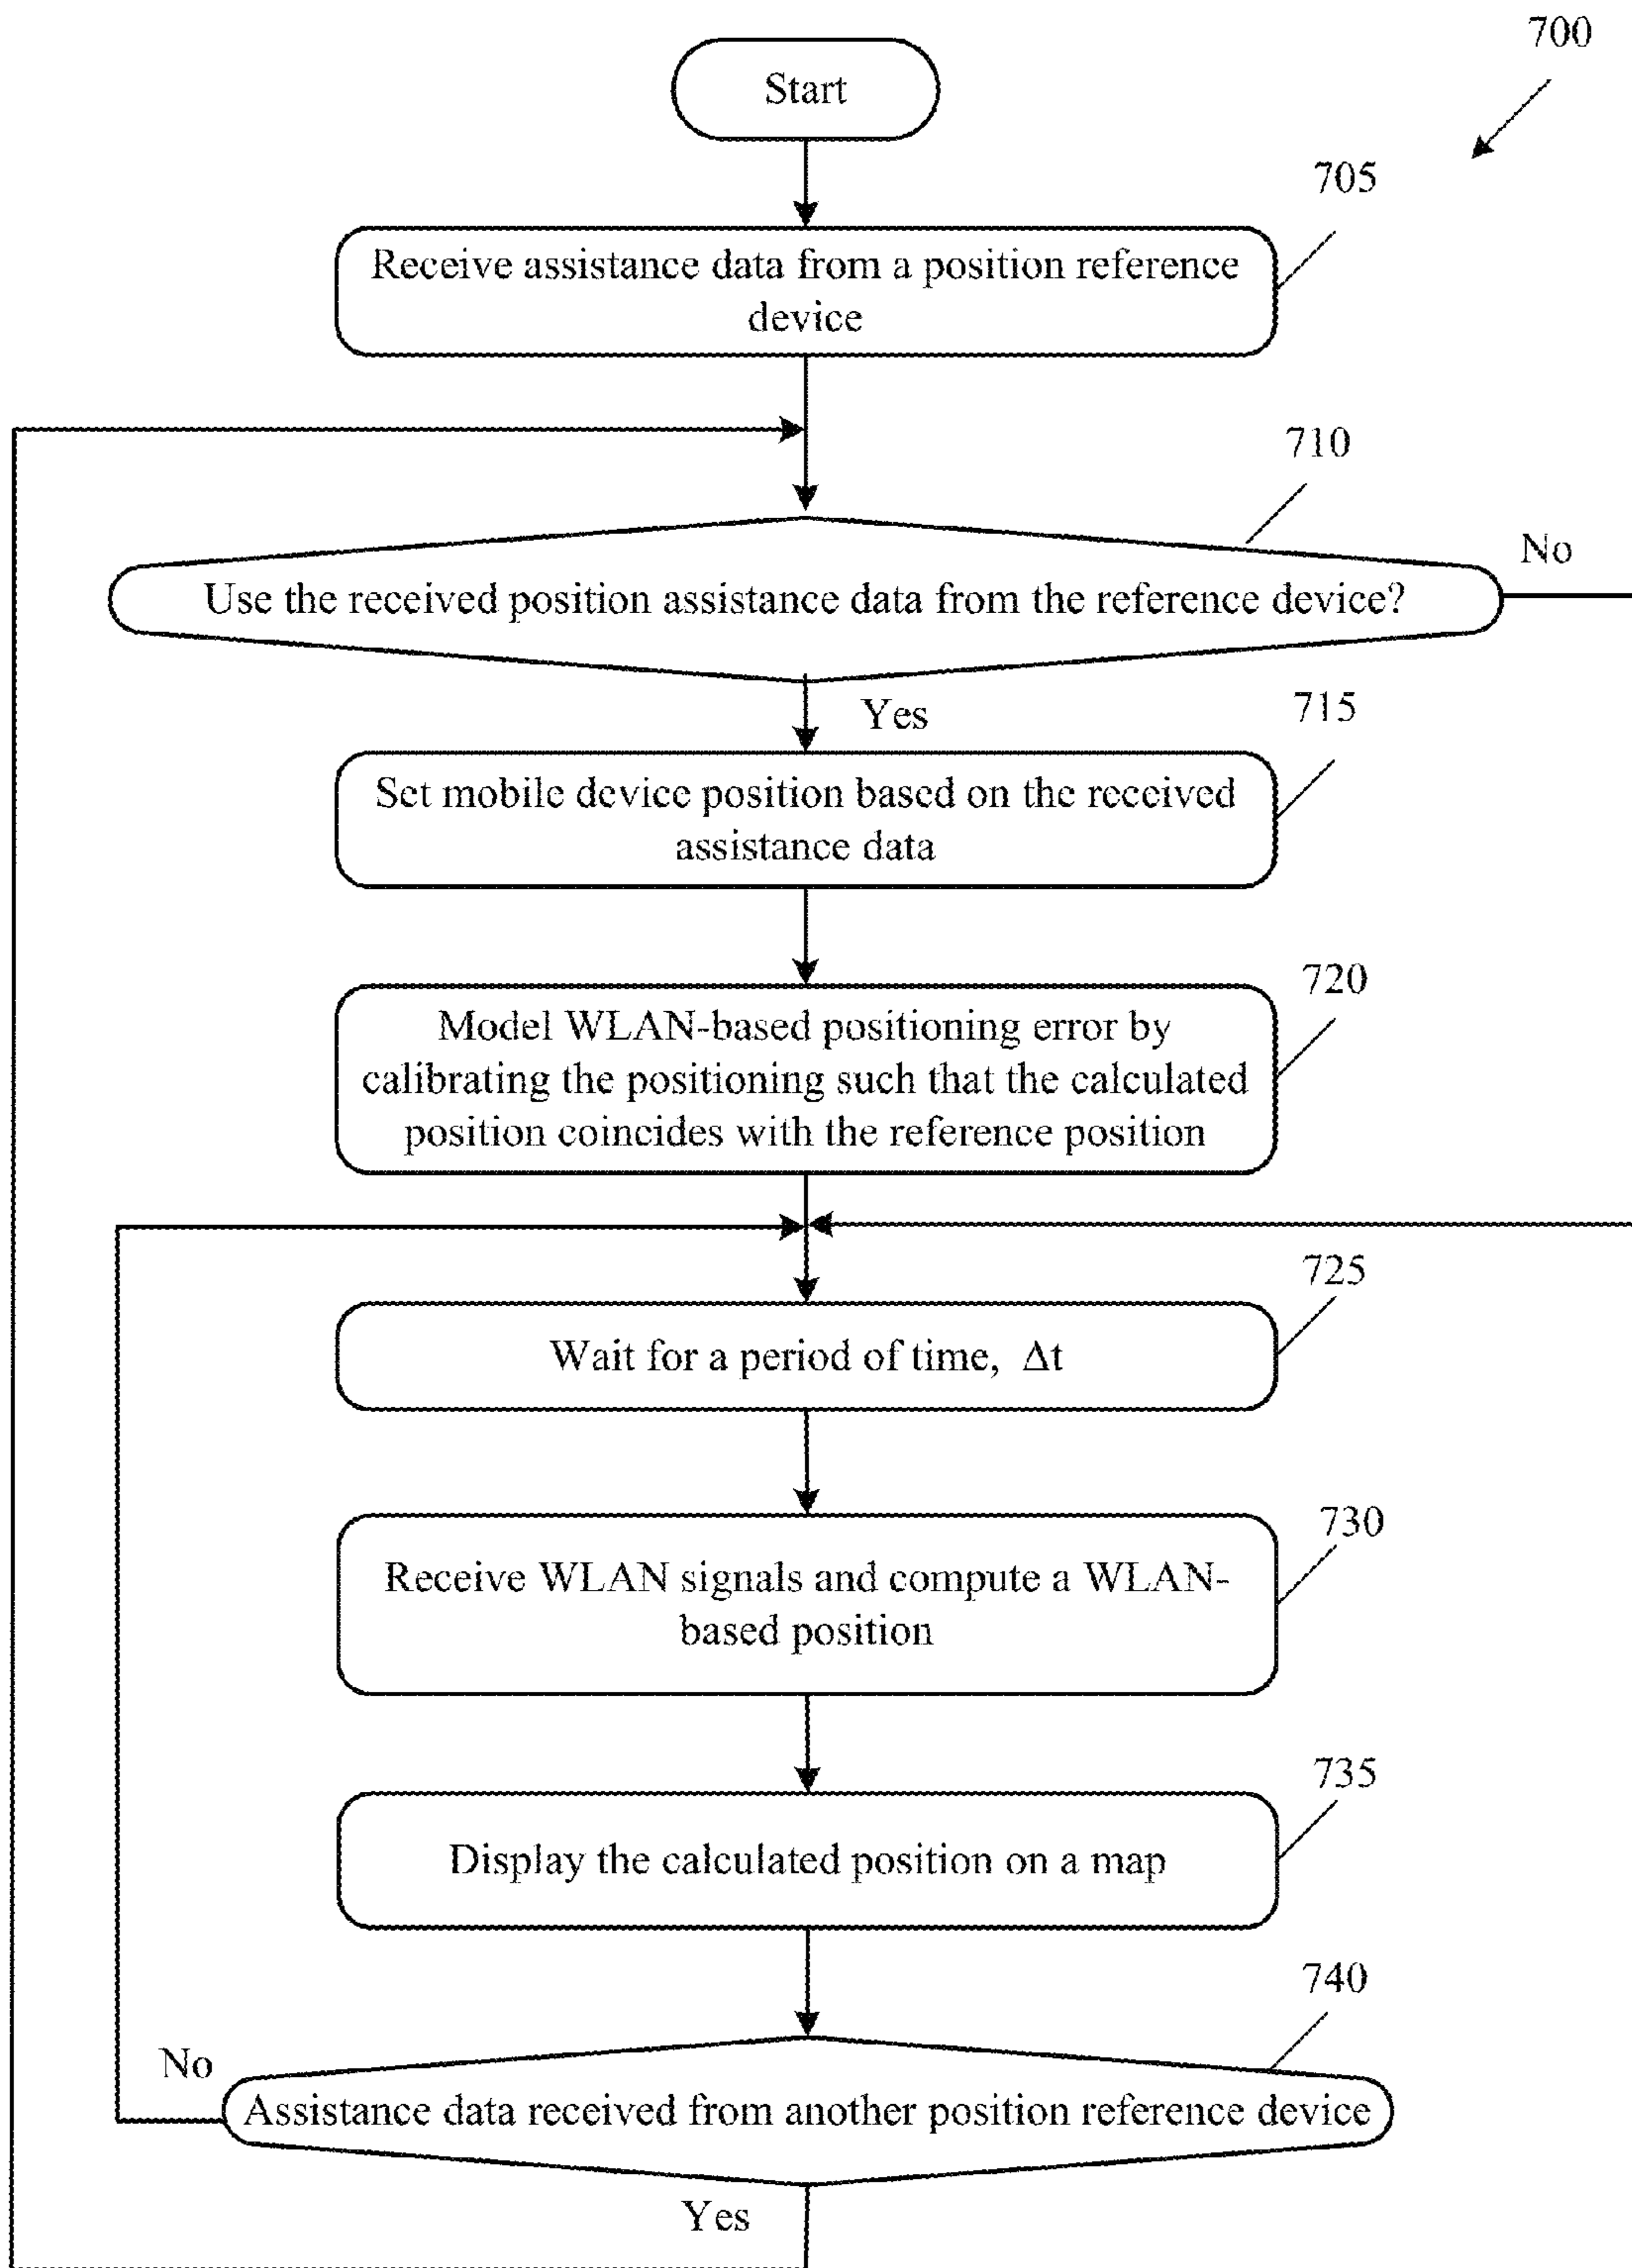 700
Start
705
Receive assistance data from a position reference
device
710
No
Use the received position assistance data from the reference device?
Yes
715
Set mobile device position based on the received
assistance data
720
Model WLAN-based positioning error by
calibrating the positioning such that the calculated
position coincides with the reference position
725
Wait for a period of time, Δt
730
Receive WLAN signals and compute a WLAN-
based position
735
Display the calculated position on a map
740
No
Assistance data received from another position reference device
Yes